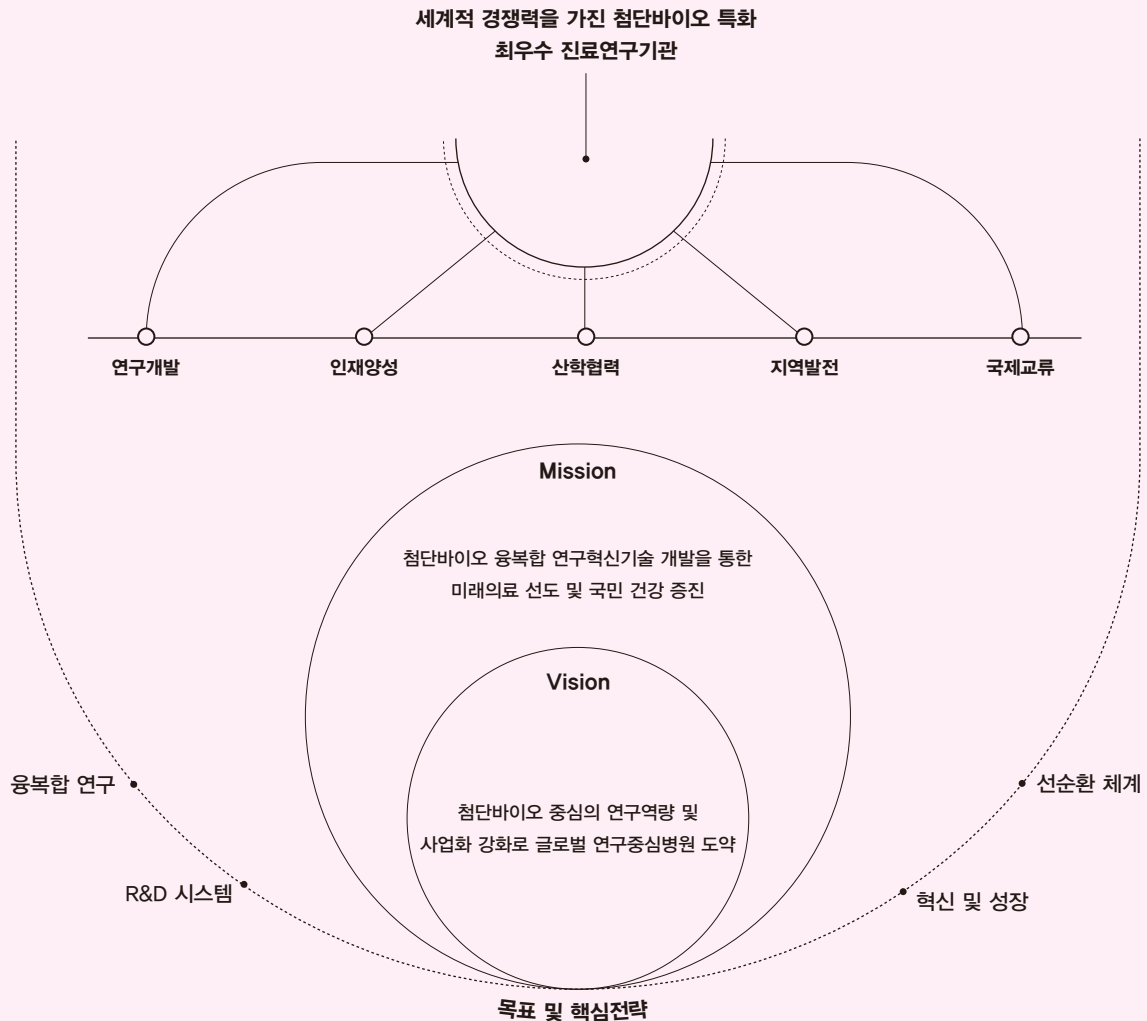 세계적 경쟁력을 가진 첨단바이오 특화
최우수 진료연구기관
연구개발
인재양성
산학협력
지역발전
국제교류
Mission
첨단바이오 융복합 연구혁신기술 개발을 통한
미래의료 선도 및 국민 건강 증진
Vision
첨단바이오 중심의 연구역량 및
사업화 강화로 글로벌 연구중심병원 도약
융복합 연구
선순환 체계
R&D 시스템
혁신 및 성장
목표 및 핵심전략